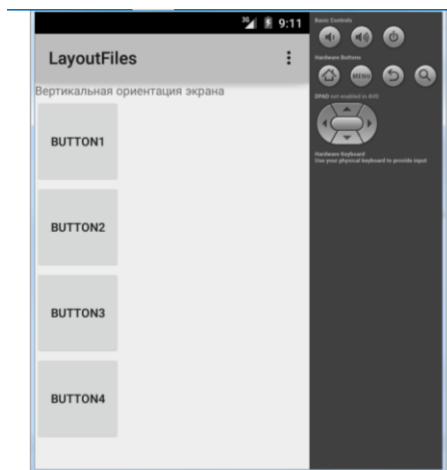 3G 9:11
LayoutFiles
Вертикальная ориентация экрана
BUTTON1
BUTTON2
BUTTON3
BUTTON4
Basic Controls
Hardware Buttons
MENU
DPAD not enabled in AVD
Hardware Keyboard
Use your physical keyboard to provide input